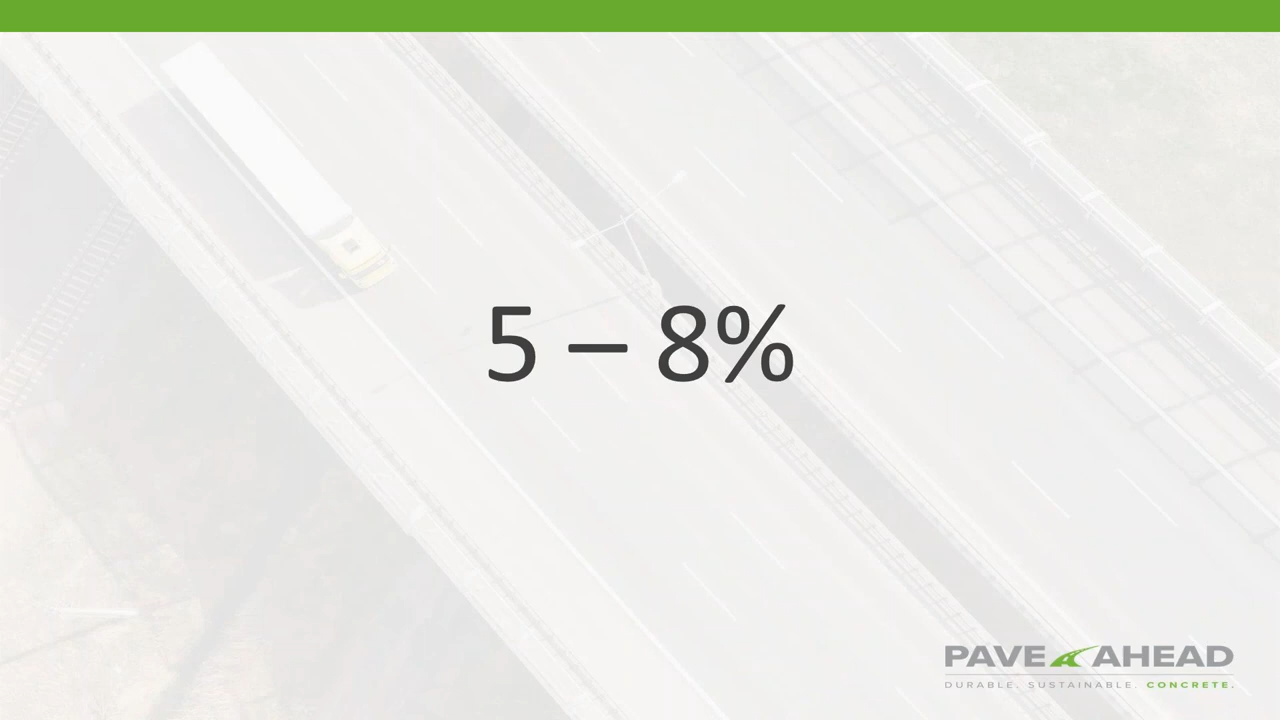 5 – 8%
PAVE AHEAD
DURABLE. SUSTAINABLE. CONCRETE.